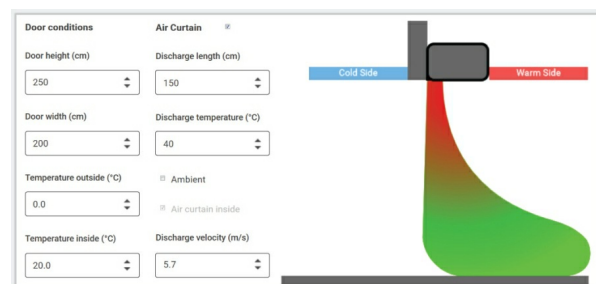 Door conditions
Air Curtain
Door height (cm)
Discharge length (cm)
250
150
Door width (cm)
Discharge temperature (°C)
200
40
Temperature outside (°C)
Ambient
0.0
Air curtain inside
Temperature inside (°C)
Discharge velocity (m/s)
20.0
5.7
Cold Side
Warm Side